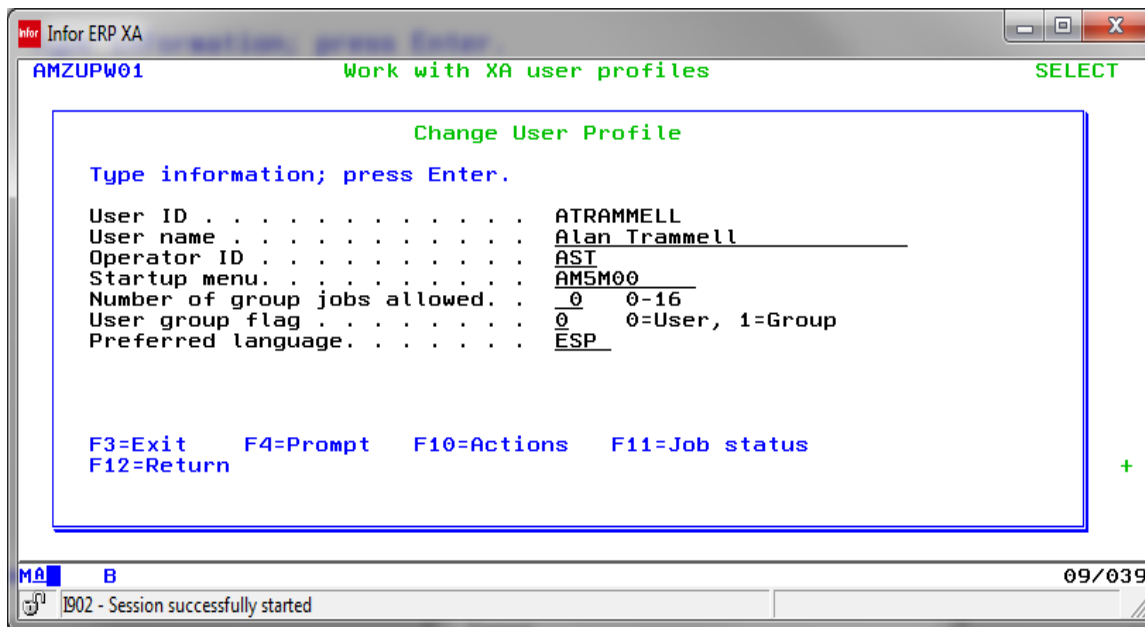 Infor Infor ERP XA
AMZUPW01 Work with XA user profiles SELECT
Change User Profile
Type information; press Enter.
User ID . . . . . . . . . . . . ATRAMMELL
User name . . . . . . . . . . . Alan Trammell
Operator ID . . . . . . . . . . AST
Startup menu. . . . . . . . . . AM5M00
Number of group jobs allowed. . 0 0-16
User group flag . . . . . . . . 0 0=User, 1=Group
Preferred language. . . . . . . ESP
F3=Exit F4=Prompt F10=Actions F11=Job status
F12=Return
+
MA B 09/039
I902 - Session successfully started